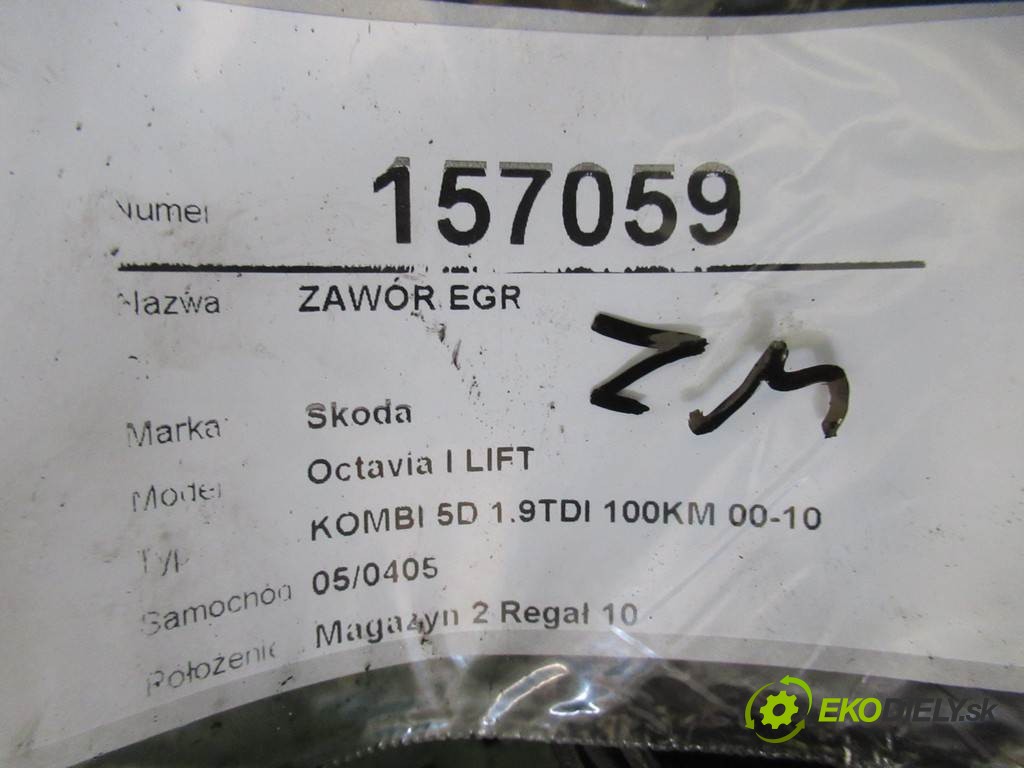 Numer 157059
Nazwa ZAWÓR EGR
ZM
Marka Skoda
Model Octavia I LIFT
Typ KOMBI 5D 1.9TDI 100KM 00-10
Samochód 05/0405
Położenie Magazyn 2 Regał 10
EKODIELY.sk